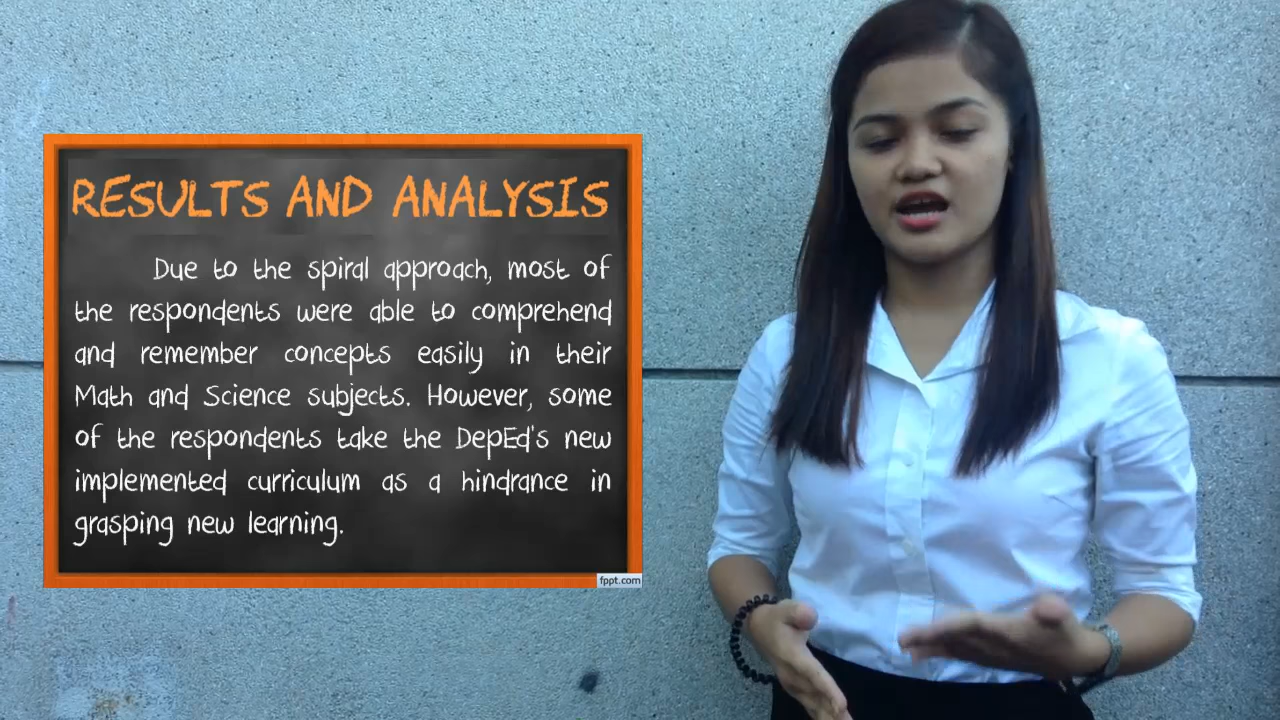 RESULTS AND ANALYSIS
Due to the spiral approach, most of
the respondents were able to comprehend
and remember concepts easily in their
Math and Science subjects. However, some
of the respondents take the DepEd's new
implemented curriculum as a hindrance in
grasping new learning.
fppt.com